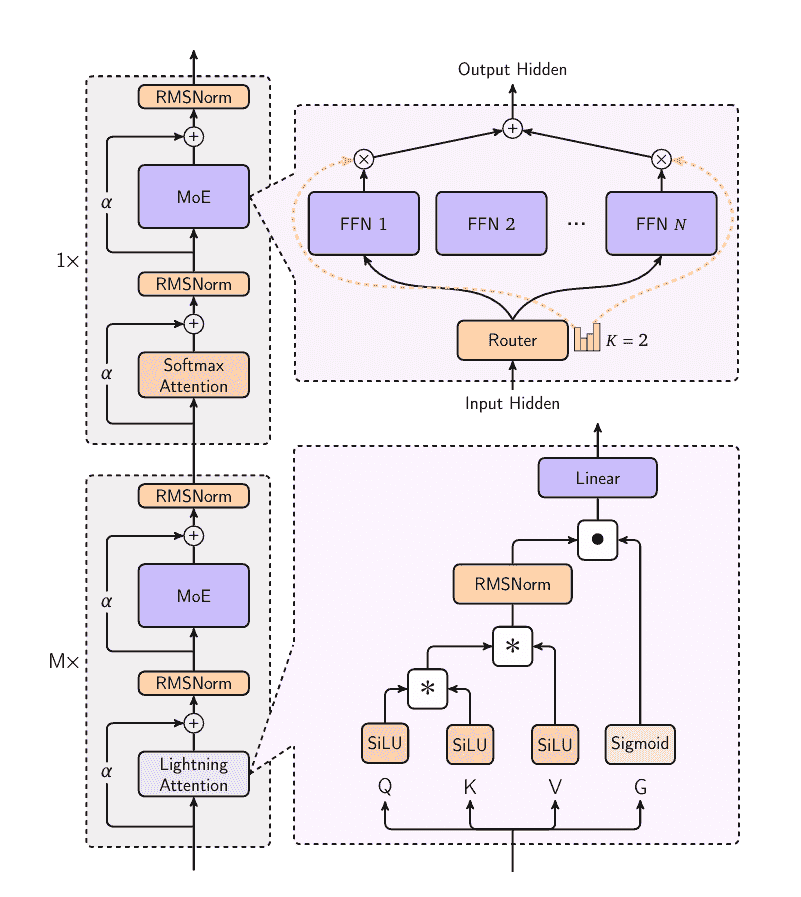 RMSNorm
+
α
MoE
1×
RMSNorm
+
α
Softmax
Attention
RMSNorm
+
α
MoE
M×
RMSNorm
+
α
Lightning
Attention
Output Hidden
+
×
×
FFN 1
FFN 2
...
FFN N
Router
K = 2
Input Hidden
Linear
•
RMSNorm
*
*
SiLU
SiLU
SiLU
Sigmoid
Q
K
V
G